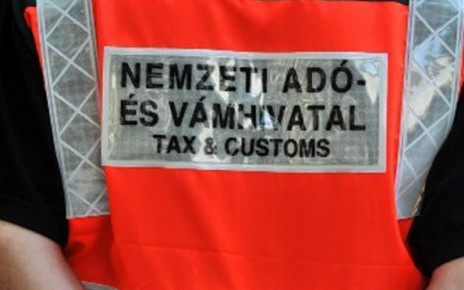 NEMZETI ADÓ-
ÉS VÁMHIVATAL
TAX & CUSTOMS